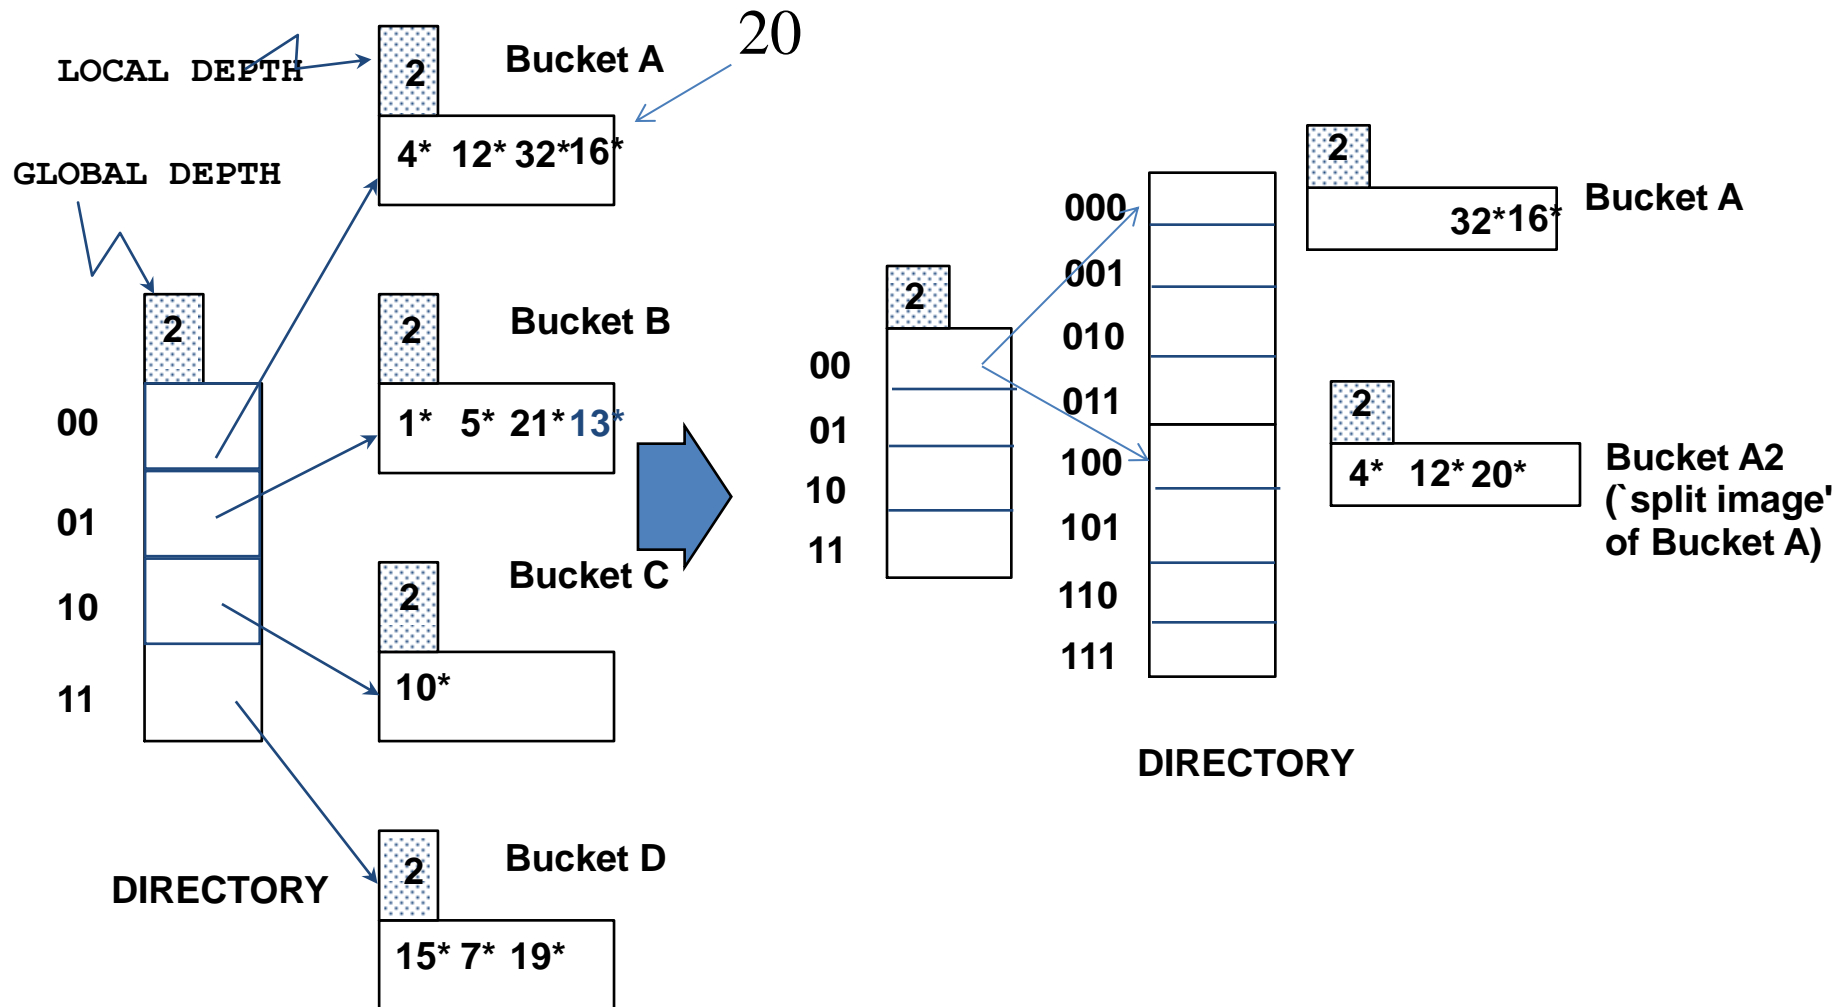 LOCAL DEPTH
GLOBAL DEPTH
2
Bucket A
20
4* 12* 32* 16*
2
00
01
10
11
DIRECTORY
2
Bucket B
1* 5* 21* 13*
2
Bucket C
10*
2
Bucket D
15* 7* 19*
2
00
01
10
11
000
001
010
011
100
101
110
111
DIRECTORY
2
Bucket A
32* 16*
2
4* 12* 20*
Bucket A2
(`split image'
of Bucket A)